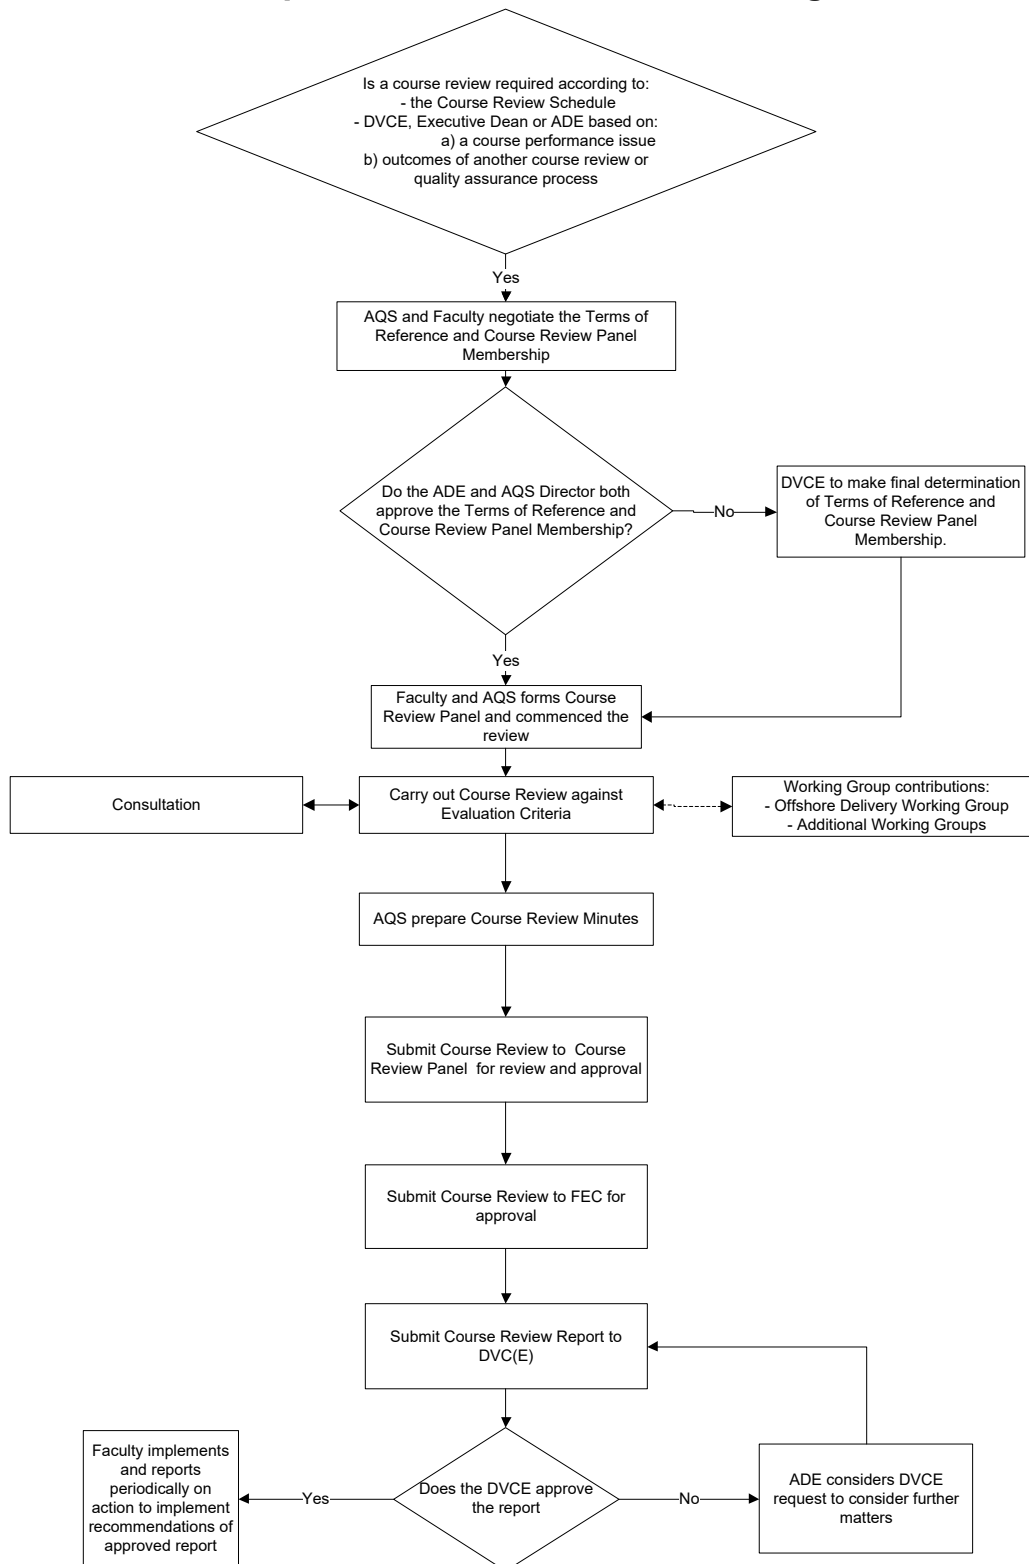 Is a course review required according to:
- the Course Review Schedule
- DVCE, Executive Dean or ADE based on:
a) a course performance issue
b) outcomes of another course review or
quality assurance process
Yes
AQS and Faculty negotiate the Terms of
Reference and Course Review Panel
Membership
Do the ADE and AQS Director both
approve the Terms of Reference and
Course Review Panel Membership?
No
DVCE to make final determination
of Terms of Reference and
Course Review Panel
Membership.
Yes
Faculty and AQS forms Course
Review Panel and commenced the
review
Consultation
Carry out Course Review against
Evaluation Criteria
Working Group contributions:
- Offshore Delivery Working Group
- Additional Working Groups
AQS prepare Course Review Minutes
Submit Course Review to Course
Review Panel for review and approval
Submit Course Review to FEC for
approval
Submit Course Review Report to
DVC(E)
Faculty implements
and reports
periodically on
action to implement
recommendations of
approved report
Yes
Does the DVCE approve
the report
No
ADE considers DVCE
request to consider further
matters